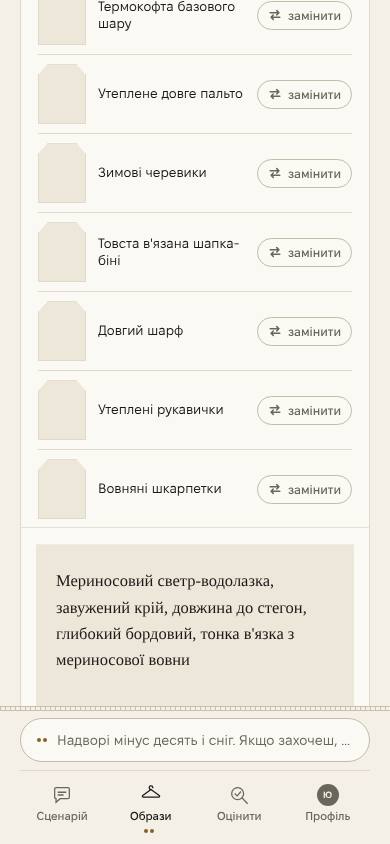 Термокофта базового
шару
замінити
Утеплене довге пальто
замінити
Зимові черевики
замінити
Товста в'язана шапка-
біні
замінити
Довгий шарф
замінити
Утеплені рукавички
замінити
Вовняні шкарпетки
замінити
Мериносовий светр-водолазка,
завужений крій, довжина до стегон,
глибокий бордовий, тонка в'язка з
мериносової вовни
Надворі мінус десять і сніг. Якщо захочеш, ...
Сценарій
Образи
Оцінити
Ю
Профіль